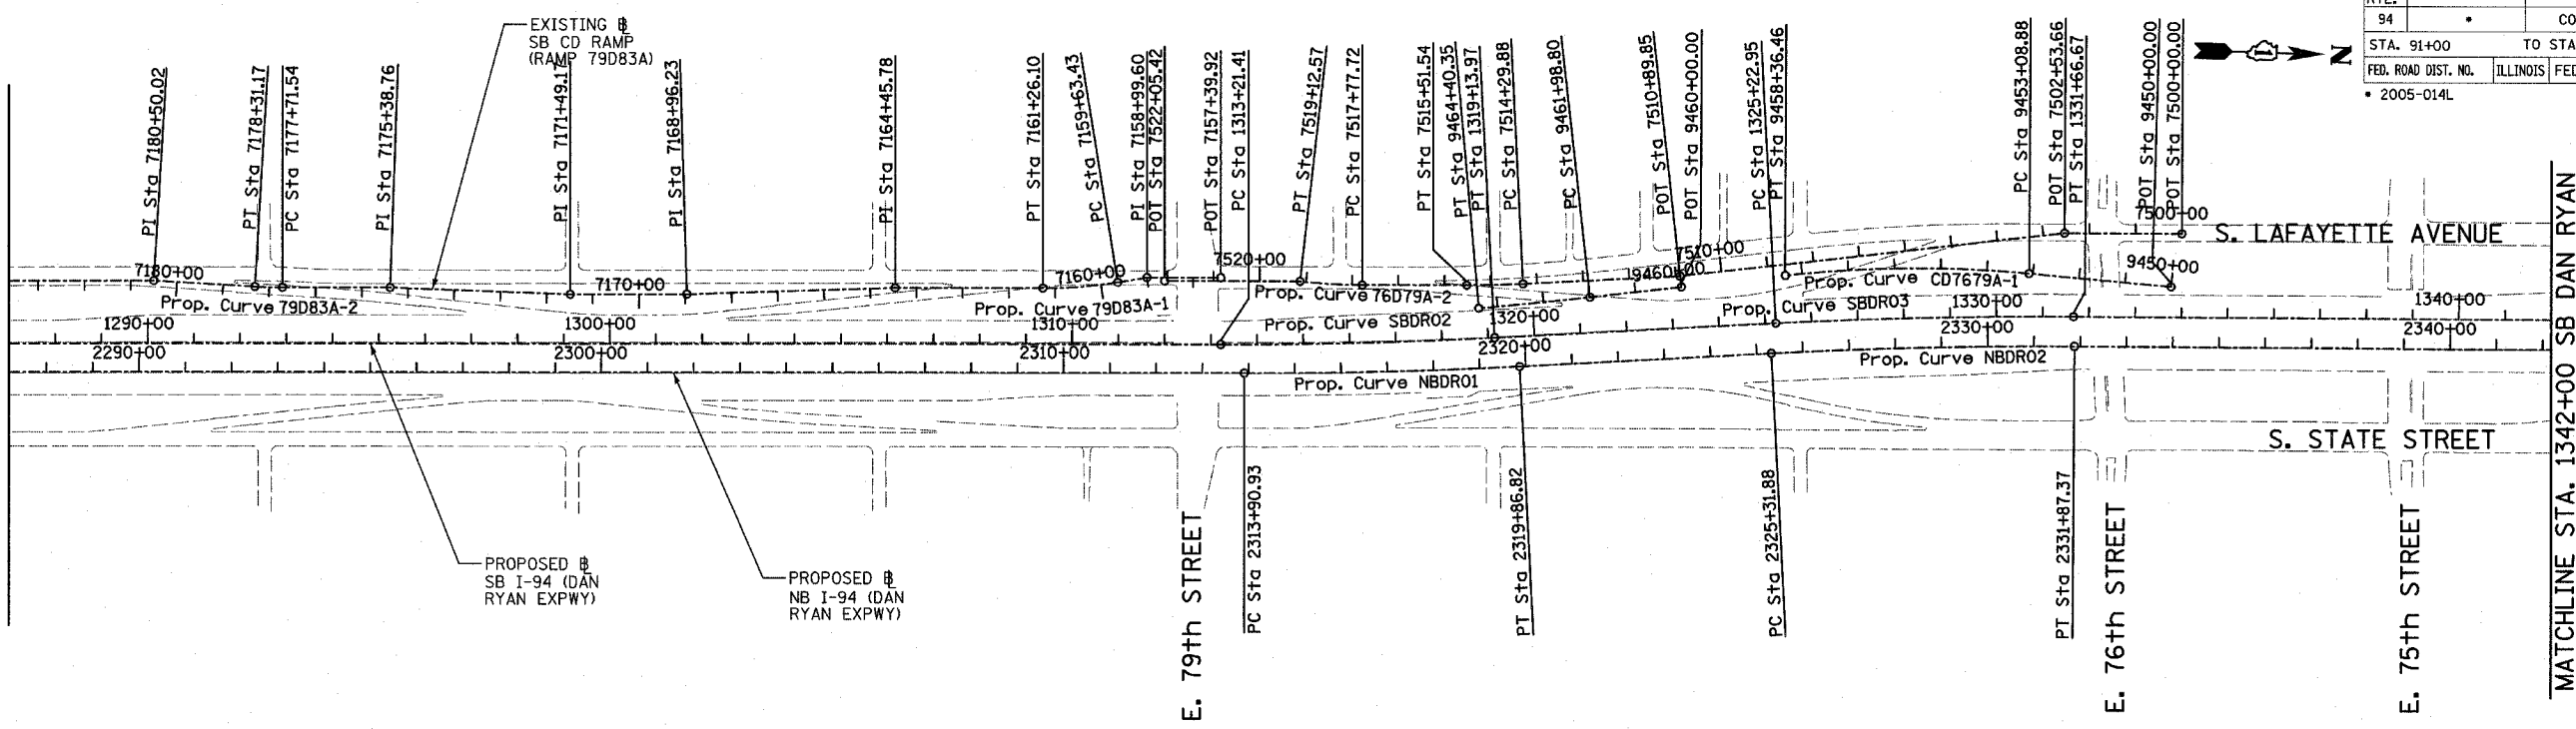 94 • CO
STA. 91+00 TO STA
FED. ROAD DIST. NO. ILLINOIS FED
• 2005-014L
N
EXISTING B
SB CD RAMP
(RAMP 79D83A)
PI Sta 7180+50.02
PT Sta 7178+31.17
PC Sta 7177+71.54
PI Sta 7175+38.76
PI Sta 7171+49.17
PI Sta 7168+96.23
PI Sta 7164+45.78
PT Sta 7161+26.10
PC Sta 7159+63.43
PI Sta 7158+99.60
POT Sta 7522+05.42
POT Sta 7157+39.92
PC Sta 1313+21.41
PT Sta 7519+12.57
PC Sta 7517+77.72
PT Sta 7515+51.54
PT Sta 9464+40.35
PT Sta 1319+13.97
PC Sta 7514+29.88
PC Sta 9461+98.80
POT Sta 7510+89.85
POT Sta 9460+00.00
PC Sta 1325+22.95
PT Sta 9458+36.46
PC Sta 9453+08.88
POT Sta 7502+53.66
PT Sta 1331+66.67
POT Sta 9450+00.00
POT Sta 7500+00.00
7500+00
S. LAFAYETTE AVENUE
7180+00
7170+00
7160+00
7520+00
7510+00
9460+00
9450+00
Prop. Curve 79D83A-2
Prop. Curve 79D83A-1
Prop. Curve 76D79A-2
Prop. Curve CD7679A-1
Prop. Curve SBDR02
Prop. Curve SBDR03
1290+00
1300+00
1310+00
1320+00
1330+00
1340+00
2290+00
2300+00
2310+00
2320+00
2330+00
2340+00
Prop. Curve NBDR01
Prop. Curve NBDR02
S. STATE STREET
PROPOSED B
SB I-94 (DAN
RYAN EXPWY)
PROPOSED B
NB I-94 (DAN
RYAN EXPWY)
E. 79th STREET
PC Sta 2313+90.93
PT Sta 2319+86.82
PC Sta 2325+31.88
PT Sta 2331+87.37
E. 76th STREET
E. 75th STREET
MATCHLINE STA. 1342+00 SB DAN RYAN